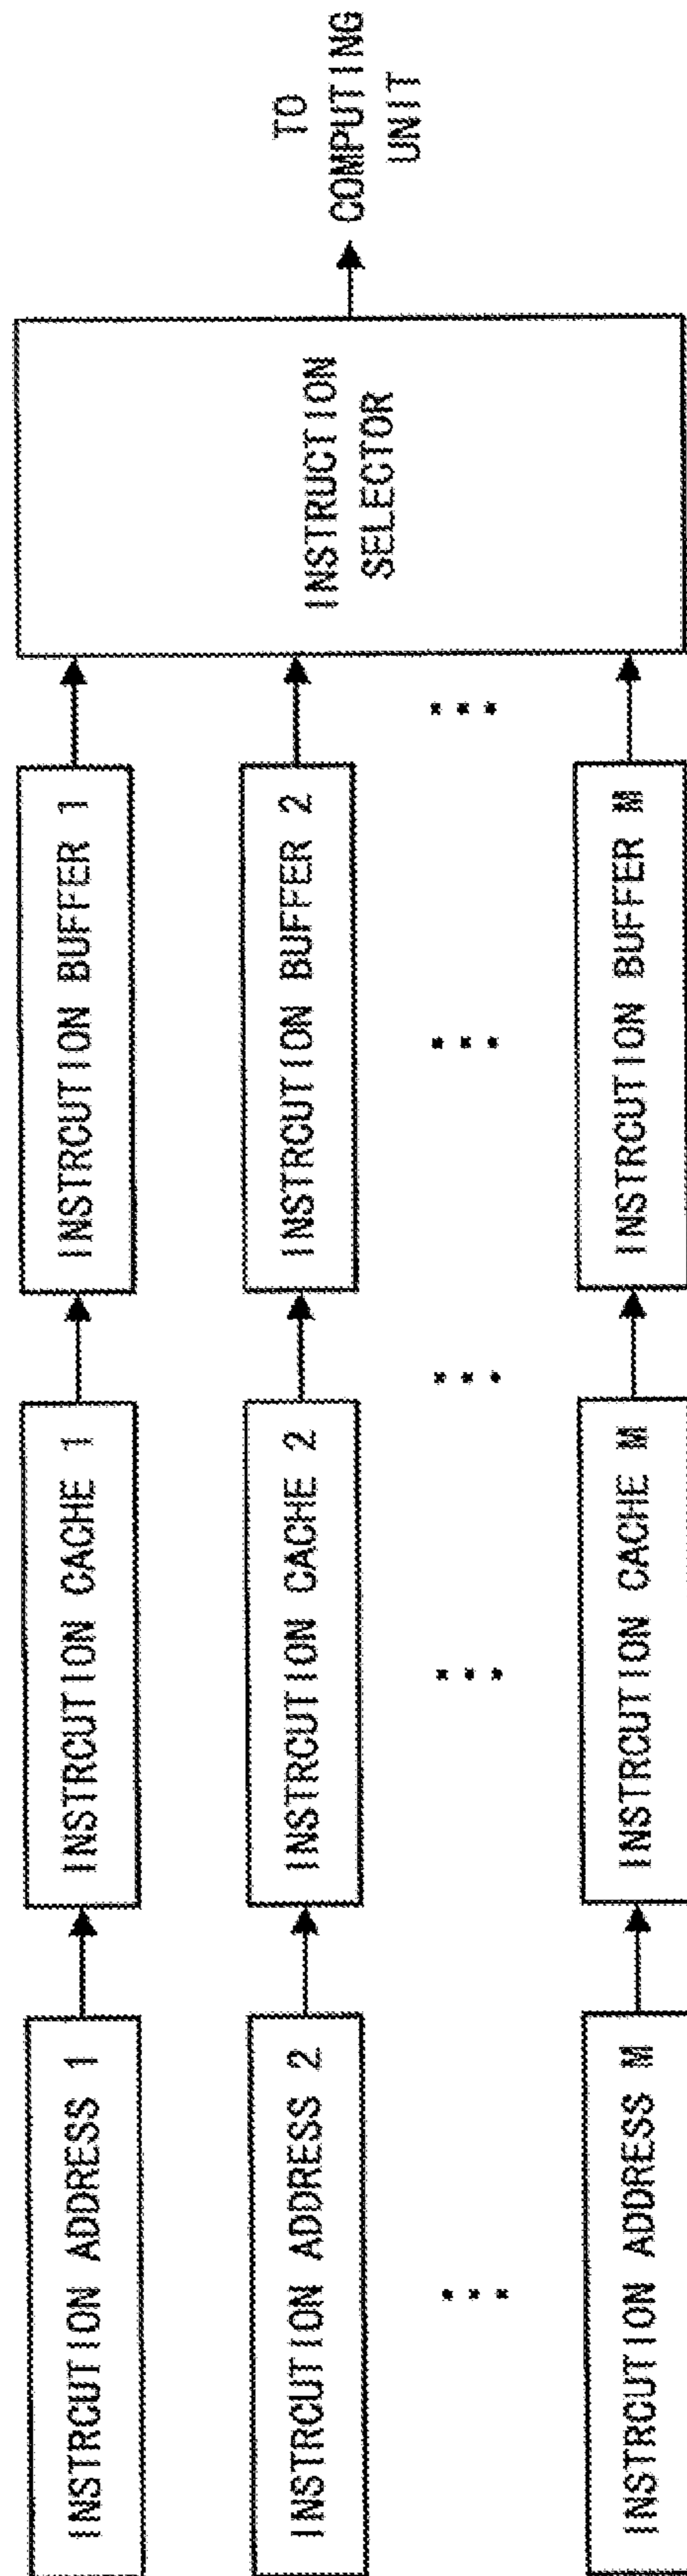 INSTRCUTION ADDRESS 1
INSTRCUTION CACHE 1
INSTRCUTION BUFFER 1
INSTRCUTION ADDRESS 2
INSTRCUTION CACHE 2
INSTRCUTION BUFFER 2
INSTRCUTION ADDRESS M
INSTRCUTION CACHE M
INSTRCUTION BUFFER M
INSTRUCTION
SELECTOR
TO
COMPUTING
UNIT